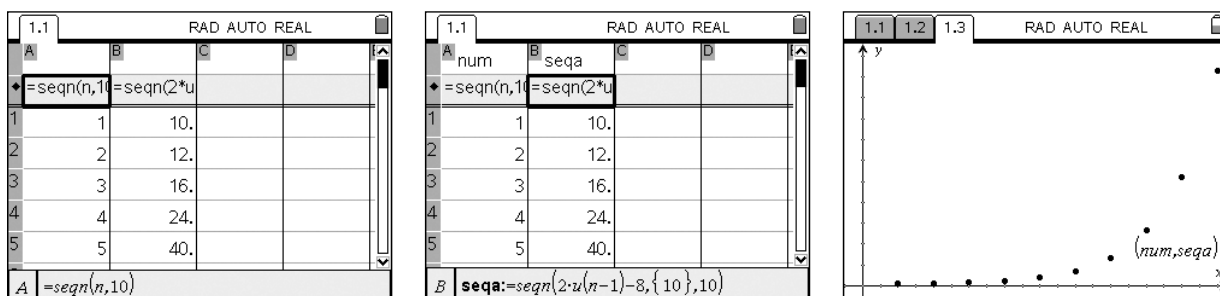 1.1 RAD AUTO REAL
A B C D E
◆ =seqn(n,10 =seqn(2*u
1 1 10.
2 2 12.
3 3 16.
4 4 24.
5 5 40.
A =seqn(n,10)
1.1 RAD AUTO REAL
A num B seqa C D E
◆ =seqn(n,10 =seqn(2*u
1 1 10.
2 2 12.
3 3 16.
4 4 24.
5 5 40.
B seqa:=seqn(2·u(n−1)−8,{10},10)
1.1 1.2 1.3 RAD AUTO REAL
y
(num,seqa)
x